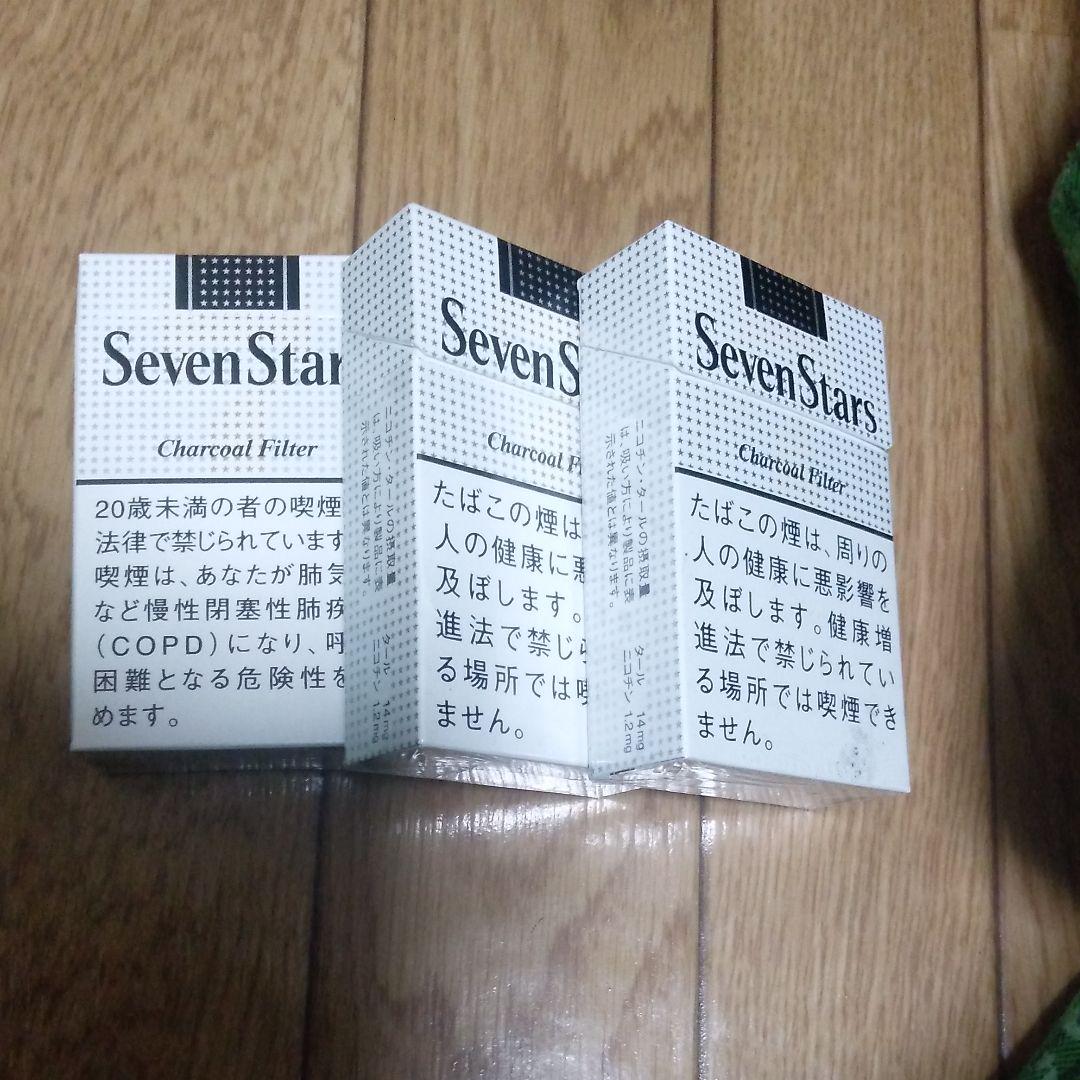 SevenStar
Charcoal Filter
20歳未満の者の喫煙
法律で禁じられています
喫煙は、あなたが肺気
など慢性閉塞性肺疾
(COPD)になり、呼
困難となる危険性を
めます。
ニコチン・タールの摂取量
は、吸い方により製品に表
示された値とは異なります。
タール 14mg
ニコチン 1.2mg
SevenS
Charcoal Fi
たばこの煙は
人の健康に悪
及ぼします。
進法で禁じら
る場所では喫
ません。
ニコチン・タールの摂取量
は、吸い方により製品に表
示された値とは異なります。
タール 14mg
ニコチン 1.2mg
SevenStars
Charcoal Filter
たばこの煙は、周りの
人の健康に悪影響を
及ぼします。健康増
進法で禁じられてい
る場所では喫煙でき
ません。